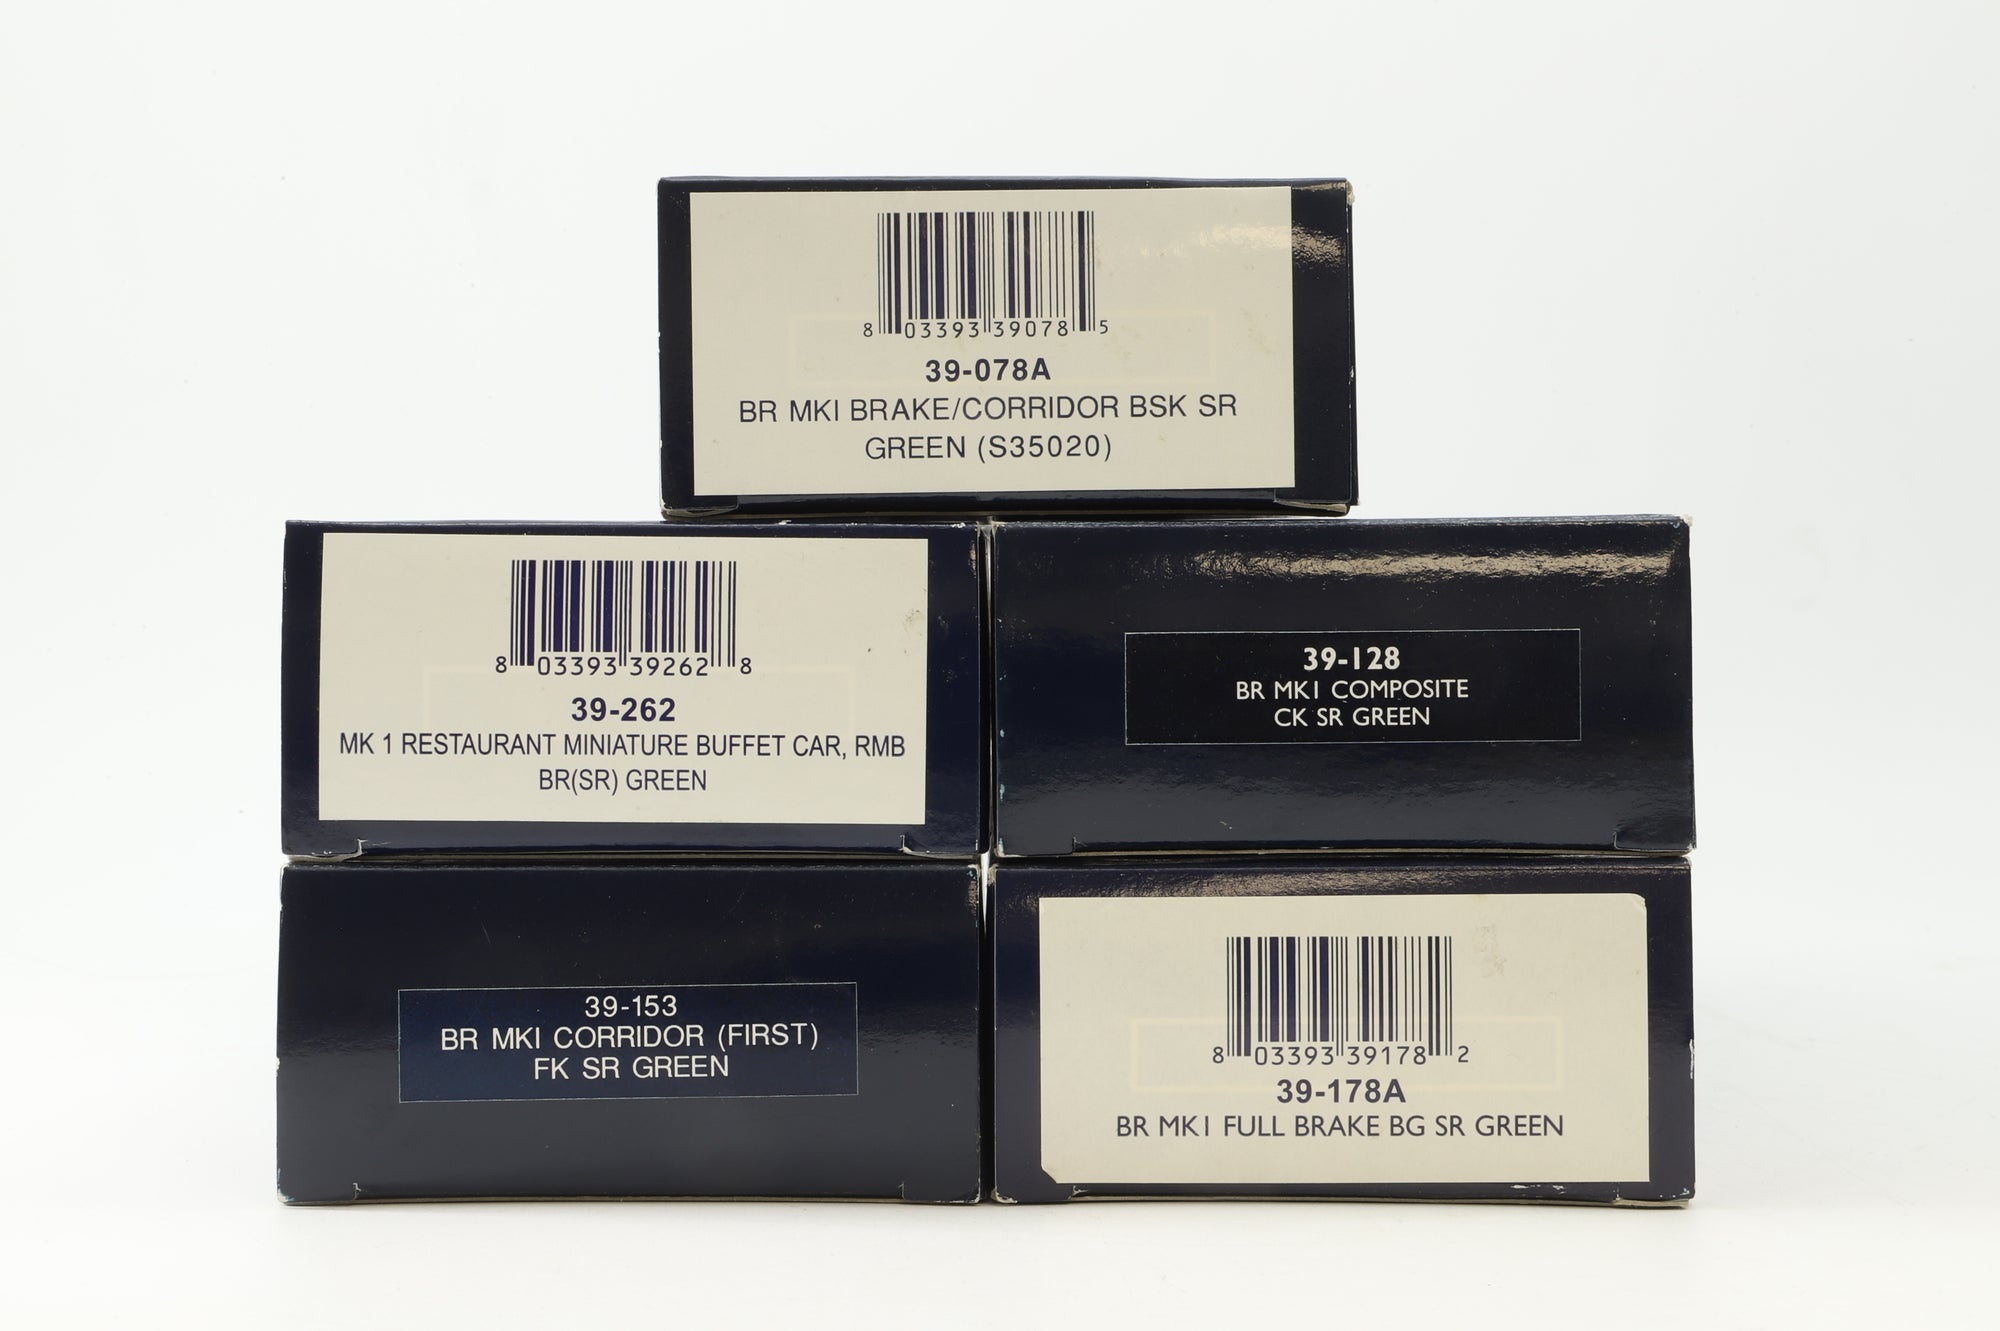 8 03393 39078 5
39-078A
BR MKI BRAKE/CORRIDOR BSK SR
GREEN (S35020)
8 03393 39262 8
39-262
MK 1 RESTAURANT MINIATURE BUFFET CAR, RMB
BR(SR) GREEN
39-128
BR MK1 COMPOSITE
CK SR GREEN
39-153
BR MKI CORRIDOR (FIRST)
FK SR GREEN
8 03393 39178 2
39-178A
BR MK1 FULL BRAKE BG SR GREEN